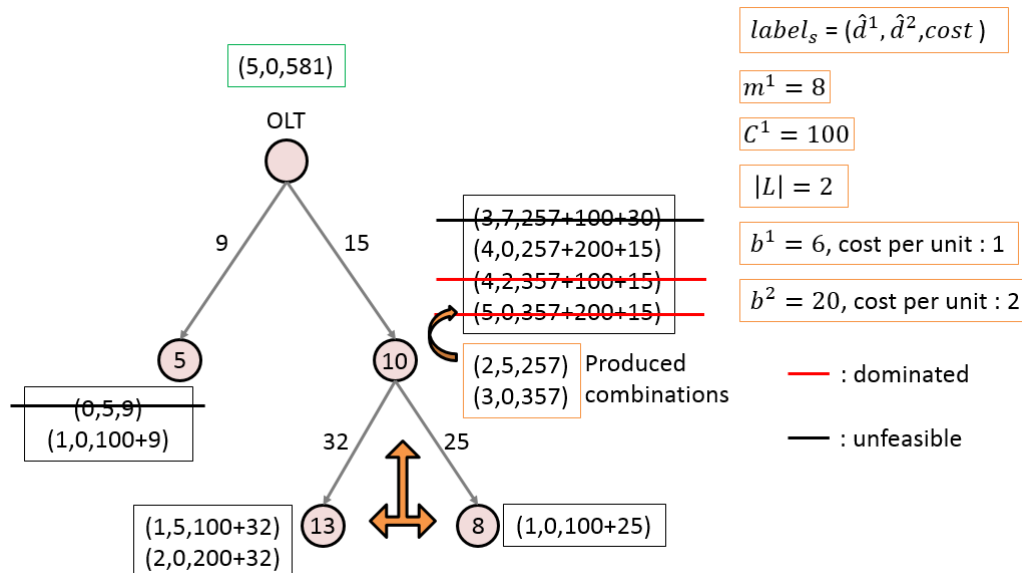 (5,0,581)
OLT
9
15
5
10
(0,5,9)
(1,0,100+9)
(3,7,257+100+30)
(4,0,257+200+15)
(4,2,357+100+15)
(5,0,357+200+15)
(2,5,257)
(3,0,357)
Produced
combinations
32
25
13
8
(1,5,100+32)
(2,0,200+32)
(1,0,100+25)
label_s = (d̂^1, d̂^2, cost )
m^1 = 8
C^1 = 100
|L| = 2
b^1 = 6, cost per unit : 1
b^2 = 20, cost per unit : 2
: dominated
: unfeasible